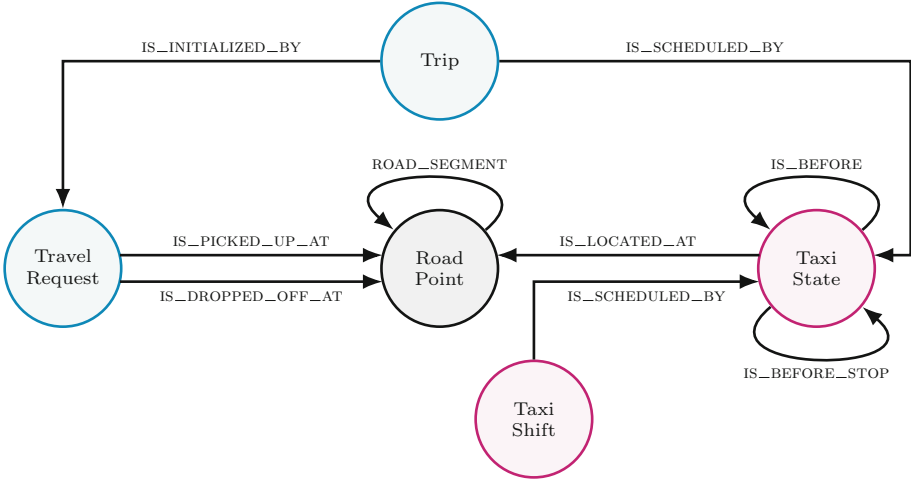 IS_INITIALIZED_BY
Trip
IS_SCHEDULED_BY
ROAD_SEGMENT
IS_BEFORE
Travel
Request
IS_PICKED_UP_AT
IS_DROPPED_OFF_AT
Road
Point
IS_LOCATED_AT
IS_SCHEDULED_BY
Taxi
State
IS_BEFORE_STOP
Taxi
Shift